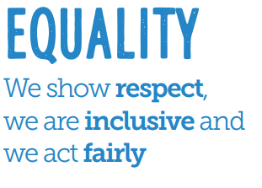 EQUALITY
We show respect,
we are inclusive and
we act fairly